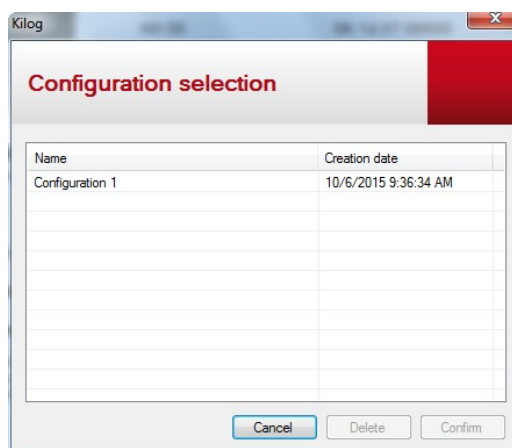 Kilog
Configuration selection
Name Creation date
Configuration 1 10/6/2015 9:36:34 AM
Cancel Delete Confirm